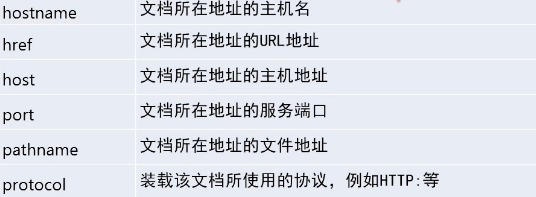 hostname 文档所在地址的主机名
href 文档所在地址的URL地址
host 文档所在地址的主机地址
port 文档所在地址的服务端口
pathname 文档所在地址的文件地址
protocol 装载该文档所使用的协议，例如HTTP:等